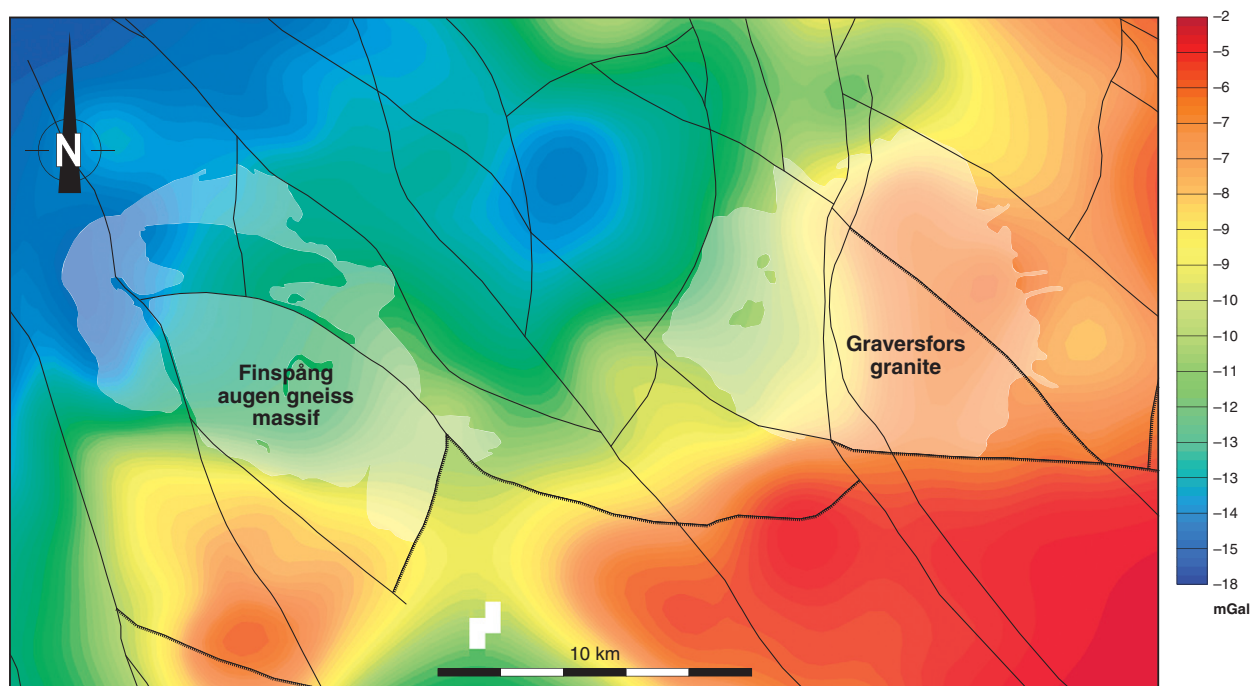 N
Finspång
augen gneiss
massif
Graversfors
granite
10 km
–2
–5
–6
–7
–7
–8
–9
–9
–10
–10
–11
–12
–13
–13
–14
–15
–18
mGal